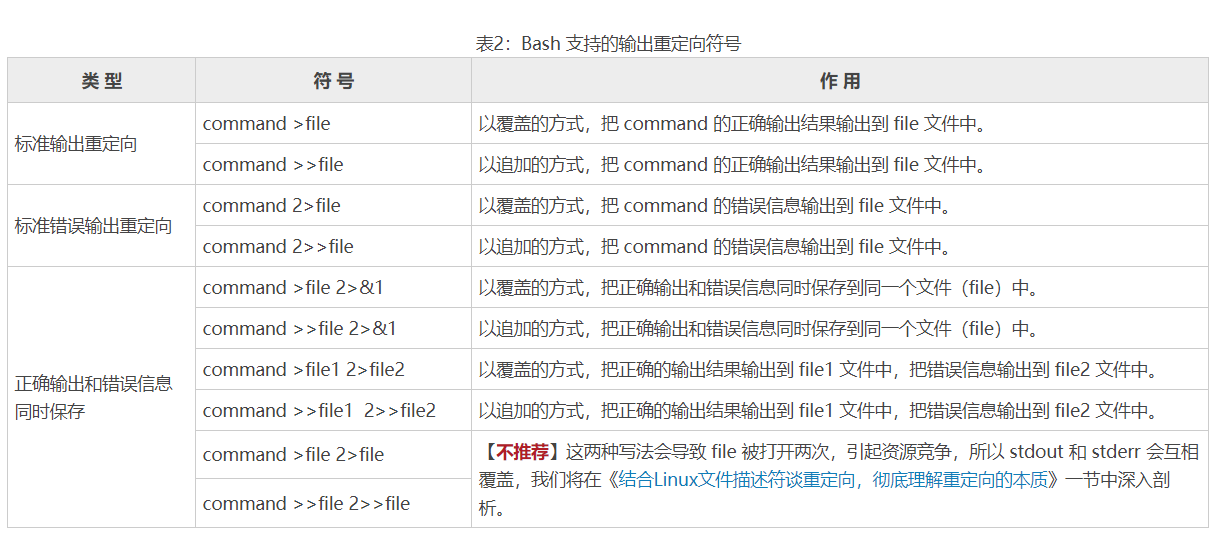 表2：Bash 支持的输出重定向符号
类 型
符 号
作 用
标准输出重定向
command >file
以覆盖的方式，把 command 的正确输出结果输出到 file 文件中。
command >>file
以追加的方式，把 command 的正确输出结果输出到 file 文件中。
标准错误输出重定向
command 2>file
以覆盖的方式，把 command 的错误信息输出到 file 文件中。
command 2>>file
以追加的方式，把 command 的错误信息输出到 file 文件中。
正确输出和错误信息
同时保存
command >file 2>&1
以覆盖的方式，把正确输出和错误信息同时保存到同一个文件（file）中。
command >>file 2>&1
以追加的方式，把正确输出和错误信息同时保存到同一个文件（file）中。
command >file1 2>file2
以覆盖的方式，把正确的输出结果输出到 file1 文件中，把错误信息输出到 file2 文件中。
command >>file1  2>>file2
以追加的方式，把正确的输出结果输出到 file1 文件中，把错误信息输出到 file2 文件中。
command >file 2>file
command >>file 2>>file
【不推荐】这两种写法会导致 file 被打开两次，引起资源竞争，所以 stdout 和 stderr 会互相
覆盖，我们将在《结合Linux文件描述符谈重定向，彻底理解重定向的本质》一节中深入剖
析。